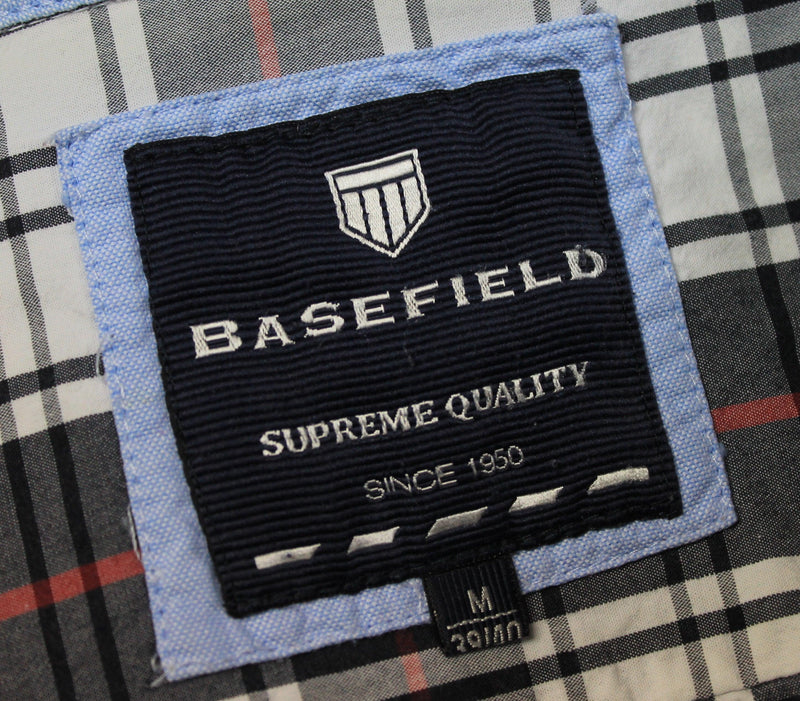 BASEFIELD
SUPREME QUALITY
SINCE 1950
M
39/40